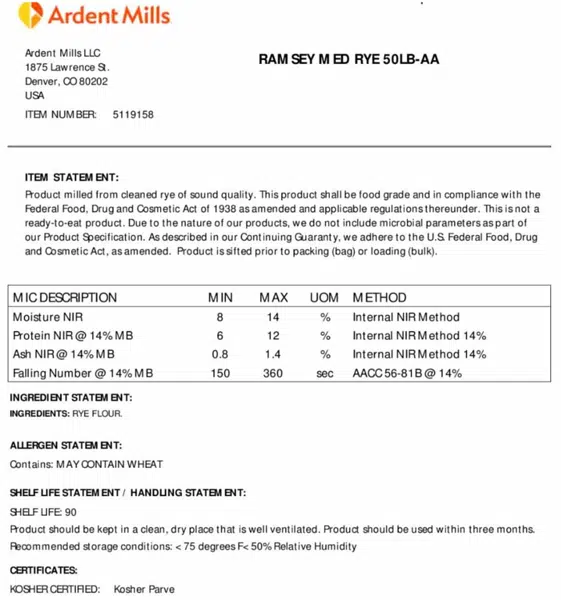 Ardent Mills
Ardent Mills LLC
1875 Lawrence St.
Denver, CO 80202
USA
RAMSEY MED RYE 50LB-AA
ITEM NUMBER: 5119158
ITEM STATEMENT:
Product milled from cleaned rye of sound quality. This product shall be food grade and in compliance with the
Federal Food, Drug and Cosmetic Act of 1938 as amended and applicable regulations thereunder. This is not a
ready-to-eat product. Due to the nature of our products, we do not include microbial parameters as part of
our Product Specification. As described in our Continuing Guaranty, we adhere to the U.S. Federal Food, Drug
and Cosmetic Act, as amended. Product is sifted prior to packing (bag) or loading (bulk).
MIC DESCRIPTION MIN MAX UOM METHOD
Moisture NIR 8 14 % Internal NIR Method
Protein NIR @ 14% MB 6 12 % Internal NIR Method 14%
Ash NIR @ 14% MB 0.8 1.4 % Internal NIR Method 14%
Falling Number @ 14% MB 150 360 sec AACC 56-81B @ 14%
INGREDIENT STATEMENT:
INGREDIENTS: RYE FLOUR.
ALLERGEN STATEMENT:
Contains: MAY CONTAIN WHEAT
SHELF LIFE STATEMENT / HANDLING STATEMENT:
SHELF LIFE: 90
Product should be kept in a clean, dry place that is well ventilated. Product should be used within three months.
Recommended storage conditions: < 75 degrees F < 50% Relative Humidity
CERTIFICATES:
KOSHER CERTIFIED: Kosher Parve